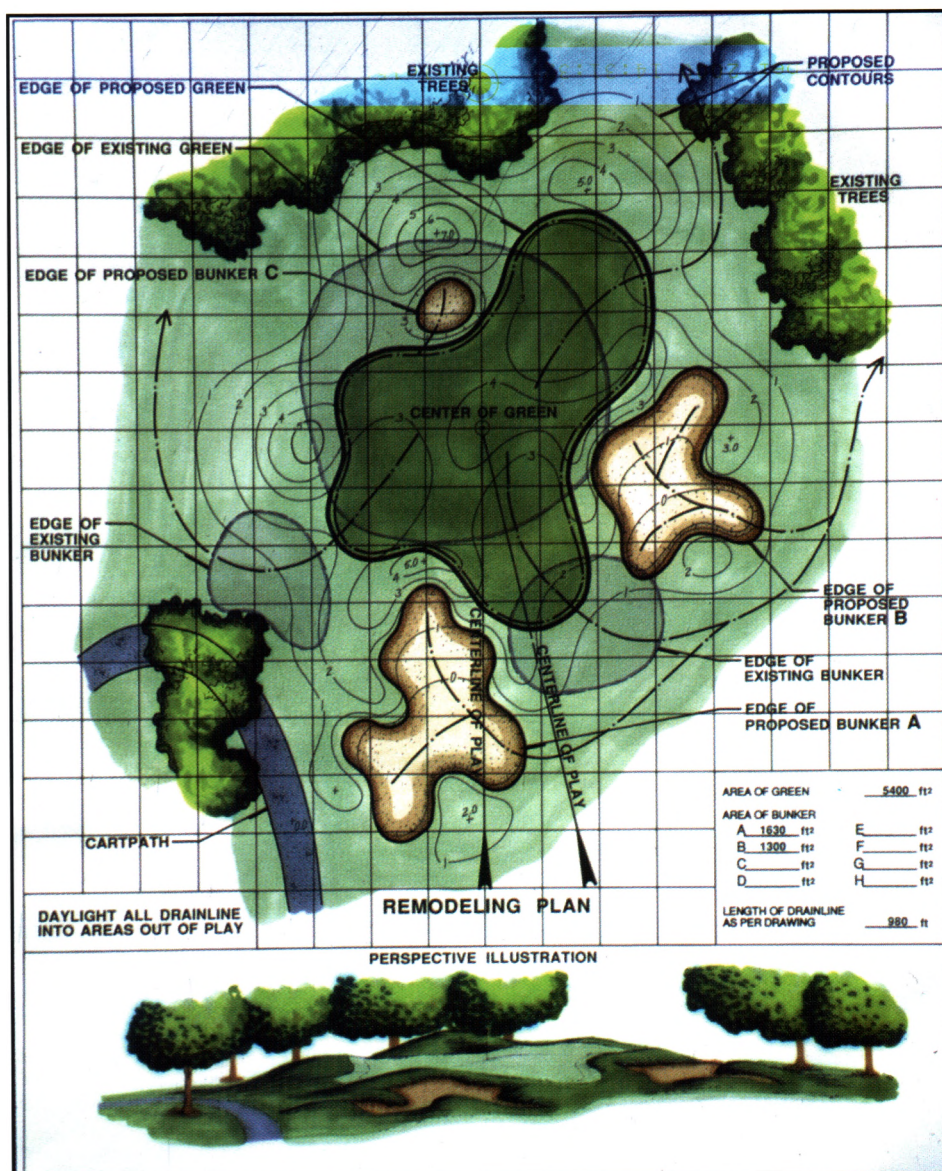 EXISTING
TREES
PROPOSED
CONTOURS
EDGE OF PROPOSED GREEN
EDGE OF EXISTING GREEN
EXISTING
TREES
EDGE OF PROPOSED BUNKER C
CENTER OF GREEN
EDGE OF
EXISTING
BUNKER
EDGE OF
PROPOSED
BUNKER B
CENTERLINE OF PLAY
CENTERLINE OF PLAY
EDGE OF
EXISTING BUNKER
EDGE OF
PROPOSED BUNKER A
CARTPATH
AREA OF GREEN 5400 ft²
AREA OF BUNKER
A 1630 ft² E ft²
B 1300 ft² F ft²
C ft² G ft²
D ft² H ft²
LENGTH OF DRAINLINE
AS PER DRAWING 980 ft
DAYLIGHT ALL DRAINLINE
INTO AREAS OUT OF PLAY
REMODELING PLAN
PERSPECTIVE ILLUSTRATION